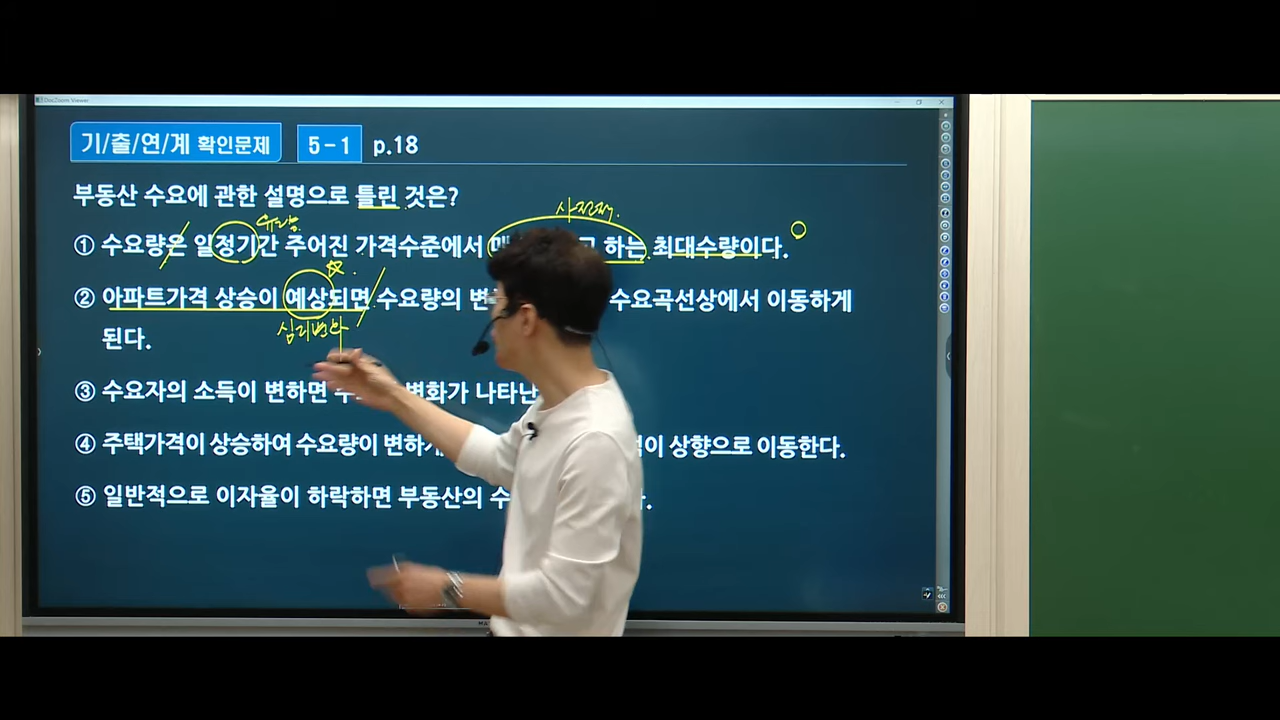 DocZoom Viewer
기/출/연/계 확인문제 5-1 p.18
부동산 수요에 관한 설명으로 틀린 것은?
사전적
유량
① 수요량은 일정기간 주어진 가격수준에서 하는 최대수량이다.
② 아파트가격 상승이 예상되면 수요량의 수요곡선상에서 이동하게
된다.
심리변화
③ 수요자의 소득이 변하면 변화가 나타난
④ 주택가격이 상승하여 수요량이 상향으로 이동한다.
⑤ 일반적으로 이자율이 하락하면 부동산의